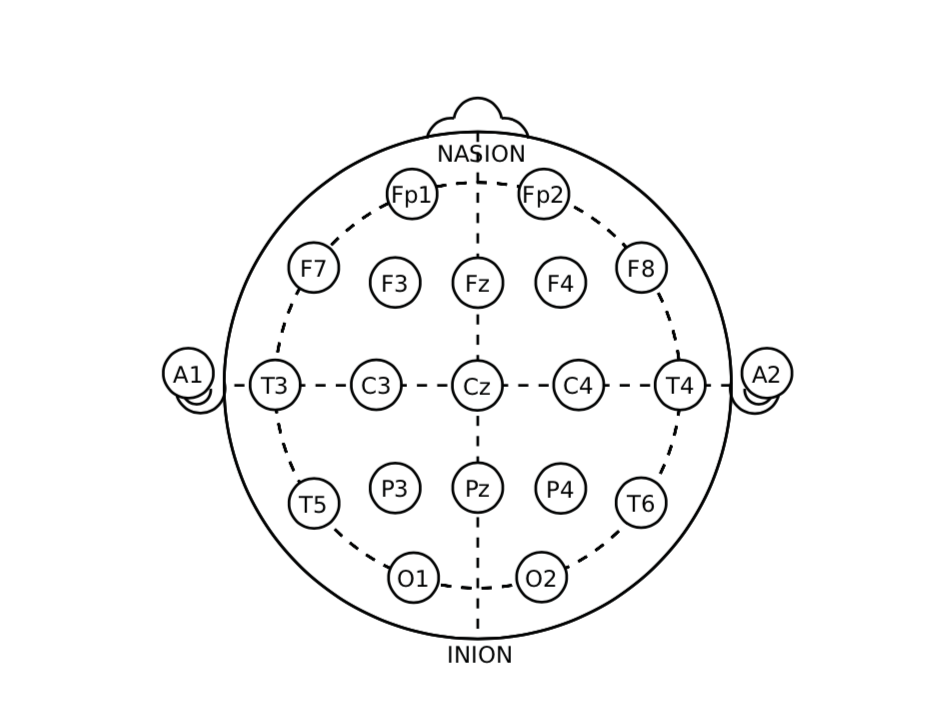 NASION
Fp1 Fp2
F7 F3 Fz F4 F8
A1 T3 C3 Cz C4 T4 A2
T5 P3 Pz P4 T6
O1 O2
INION